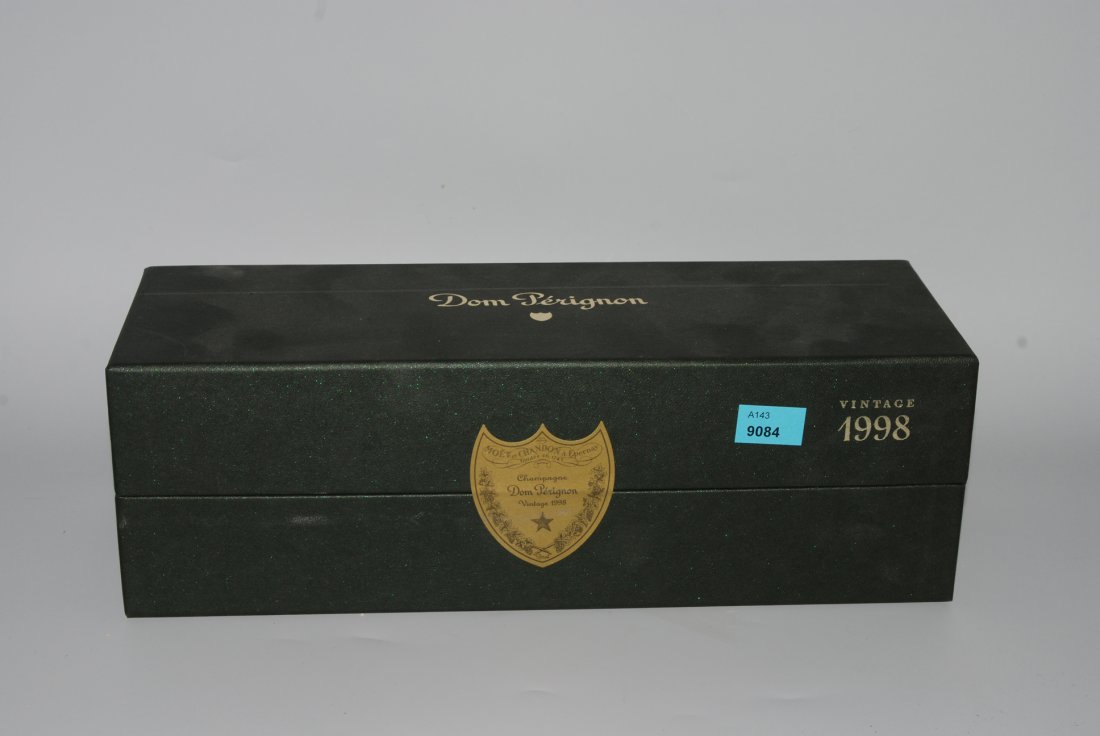 Dom Pérignon
A143
9084
VINTAGE
1998
MOËT et CHANDON à Epernay
Champagne
Dom Pérignon
Vintage 1998